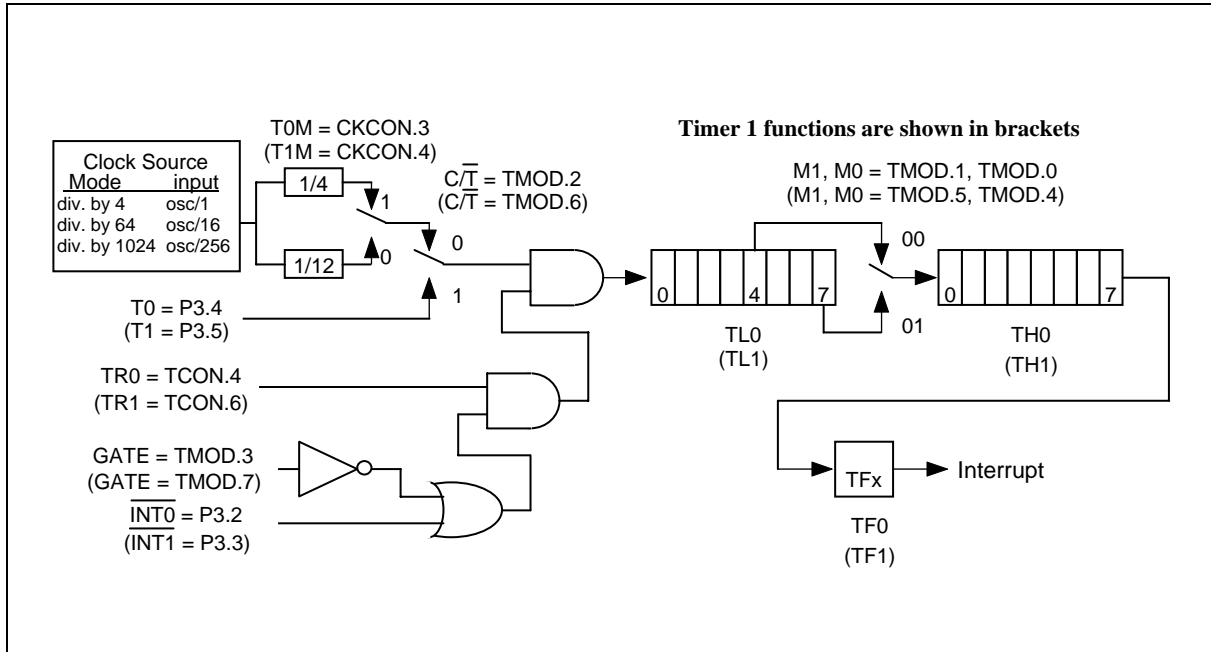 T0M = CKCON.3
(T1M = CKCON.4)
Timer 1 functions are shown in brackets
Clock Source
Mode input
div. by 4 osc/1
div. by 64 osc/16
div. by 1024 osc/256
1/4
1
C/T̅ = TMOD.2
(C/T̅ = TMOD.6)
M1, M0 = TMOD.1, TMOD.0
(M1, M0 = TMOD.5, TMOD.4)
0
00
1/12
0
1
0 4 7
0 7
01
T0 = P3.4
(T1 = P3.5)
TL0
(TL1)
TH0
(TH1)
TR0 = TCON.4
(TR1 = TCON.6)
GATE = TMOD.3
(GATE = TMOD.7)
I̅N̅T̅0̅ = P3.2
(I̅N̅T̅1̅ = P3.3)
TFx
Interrupt
TF0
(TF1)